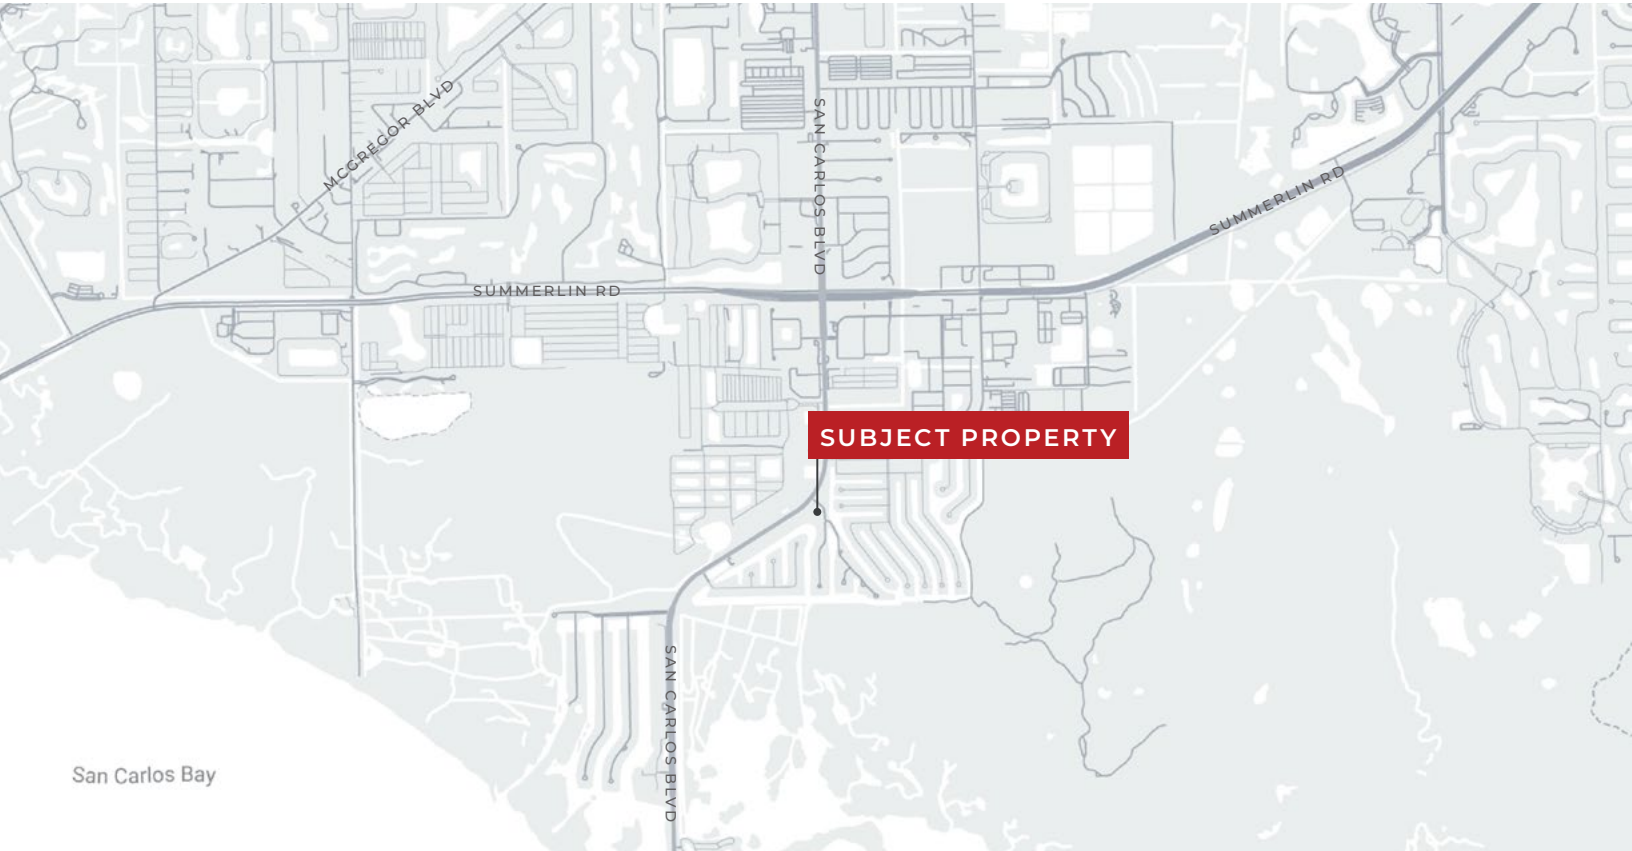 MCGREGOR BLVD
SAN CARLOS BLVD
SUMMERLIN RD
SUMMERLIN RD
SUBJECT PROPERTY
SAN CARLOS BLVD
San Carlos Bay